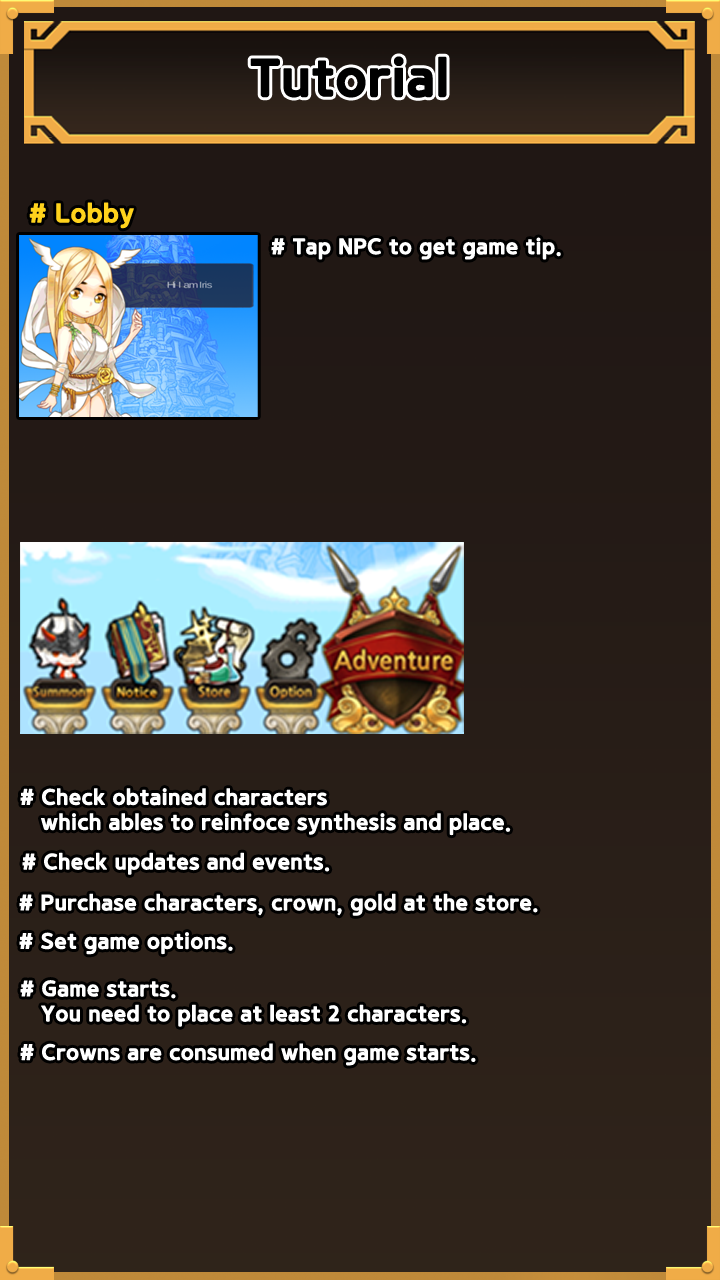 Tutorial
# Lobby
# Tap NPC to get game tip.
Hi I am Iris
Summon Notice Store Option Adventure
# Check obtained characters
which ables to reinfoce synthesis and place.
# Check updates and events.
# Purchase characters, crown, gold at the store.
# Set game options.
# Game starts.
You need to place at least 2 characters.
# Crowns are consumed when game starts.